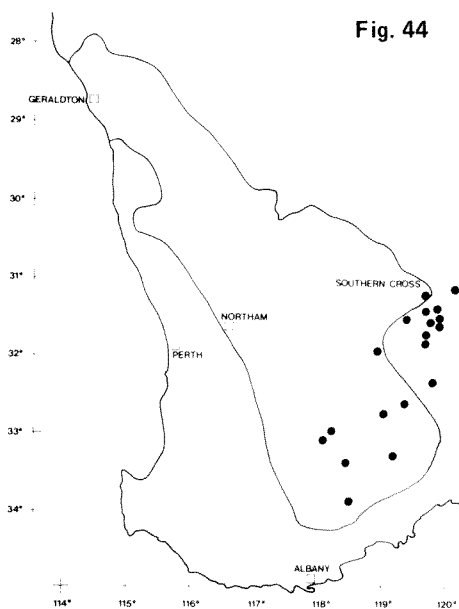 Fig. 44
28°
GERALDTON
29°
30°
31°
SOUTHERN CROSS
NORTHAM
32°
PERTH
33°
34°
ALBANY
114°
115°
116°
117°
118°
119°
120°